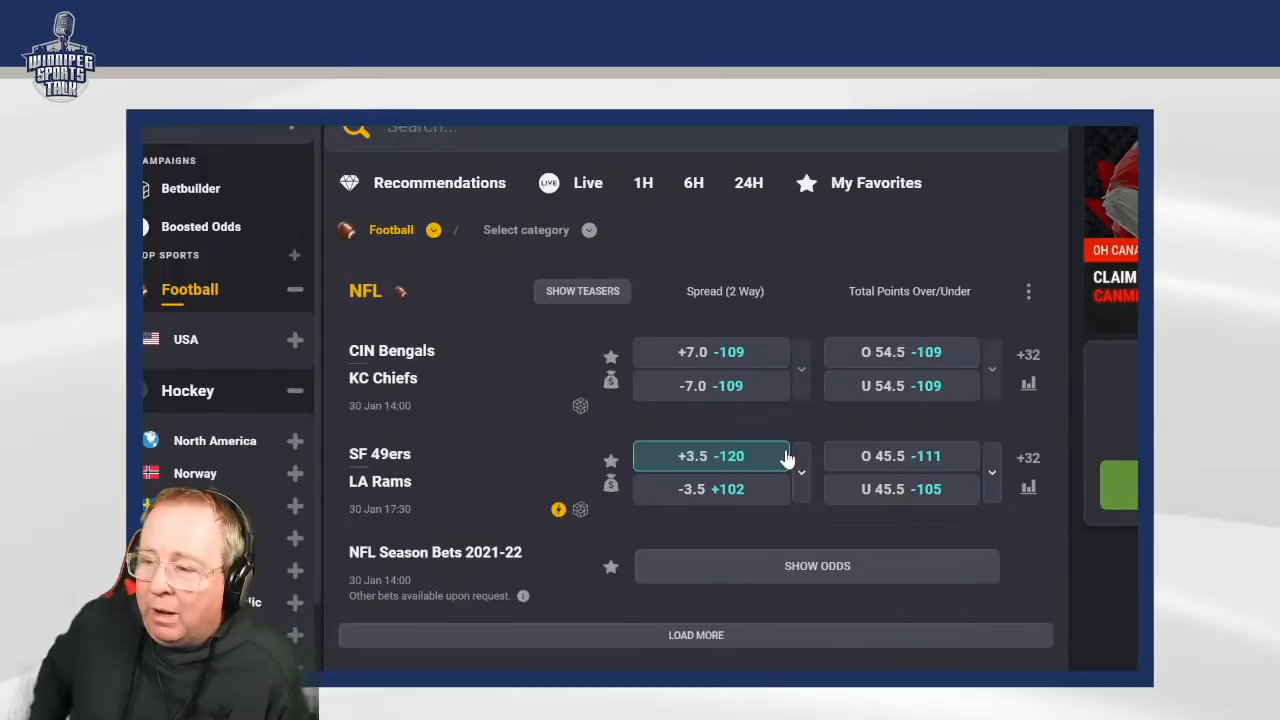 WINNIPEG
SPORTS
TALK
Search...
AMPAIGNS
Betbuilder
Boosted Odds
OP SPORTS
Football
USA
Hockey
North America
Norway
lic
Recommendations LIVE Live 1H 6H 24H My Favorites
Football / Select category
NFL SHOW TEASERS Spread (2 Way) Total Points Over/Under
CIN Bengals +7.0 -109 O 54.5 -109 +32
KC Chiefs -7.0 -109 U 54.5 -109
30 Jan 14:00
SF 49ers +3.5 -120 O 45.5 -111 +32
LA Rams -3.5 +102 U 45.5 -105
30 Jan 17:30
NFL Season Bets 2021-22 SHOW ODDS
30 Jan 14:00
Other bets available upon request.
LOAD MORE
OH CANA
CLAIM
CANM